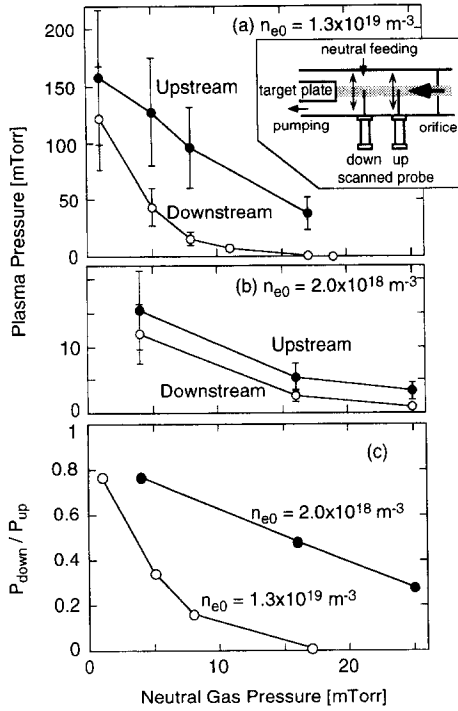 (a) n_e0 = 1.3x10^19 m^-3
200
150
100
50
0
Upstream
Downstream
neutral feeding
target plate
pumping
orifice
down up
scanned probe
Plasma Pressure [mTorr]
(b) n_e0 = 2.0x10^18 m^-3
10
0
Upstream
Downstream
(c)
1
0.8
0.6
0.4
0.2
0
n_e0 = 2.0x10^18 m^-3
n_e0 = 1.3x10^19 m^-3
P_down / P_up
0 10 20
Neutral Gas Pressure [mTorr]